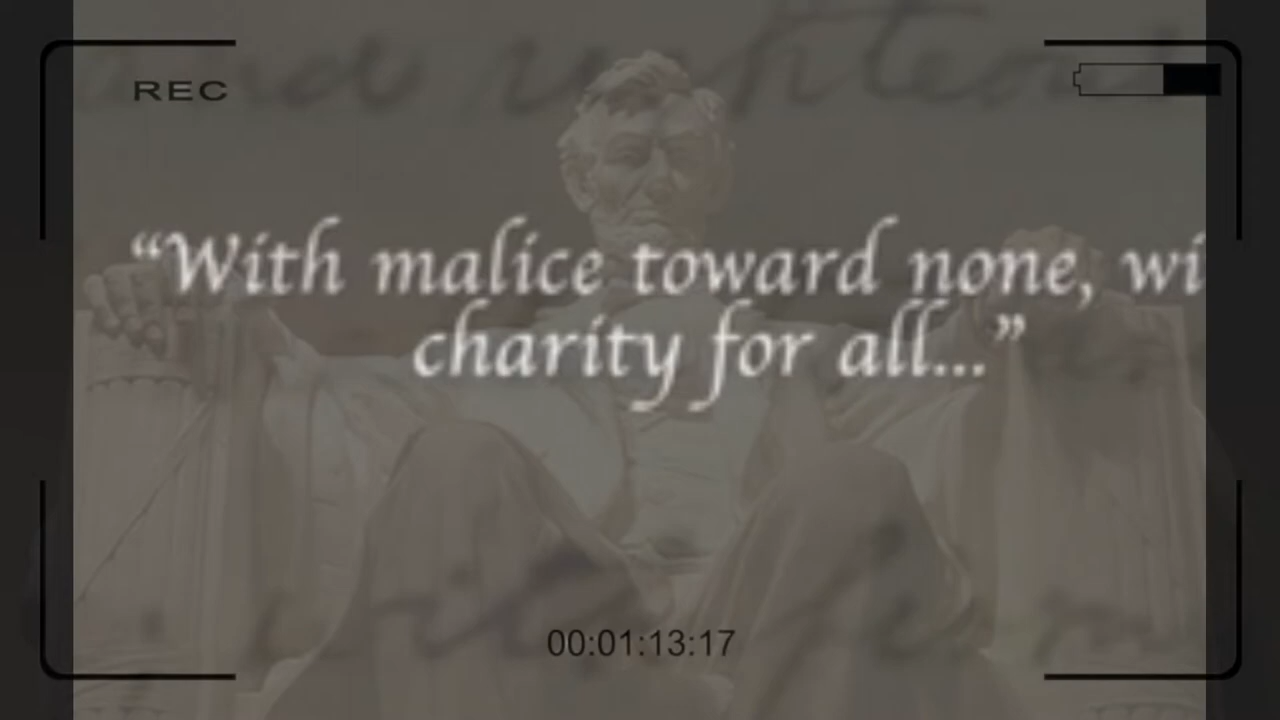 REC
“With malice toward none, wi
charity for all...”
00:01:13:17